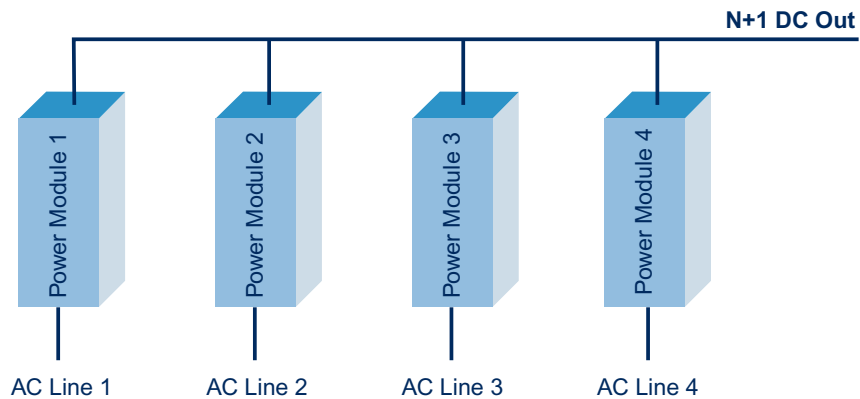 N+1 DC Out
Power Module 1
Power Module 2
Power Module 3
Power Module 4
AC Line 1
AC Line 2
AC Line 3
AC Line 4